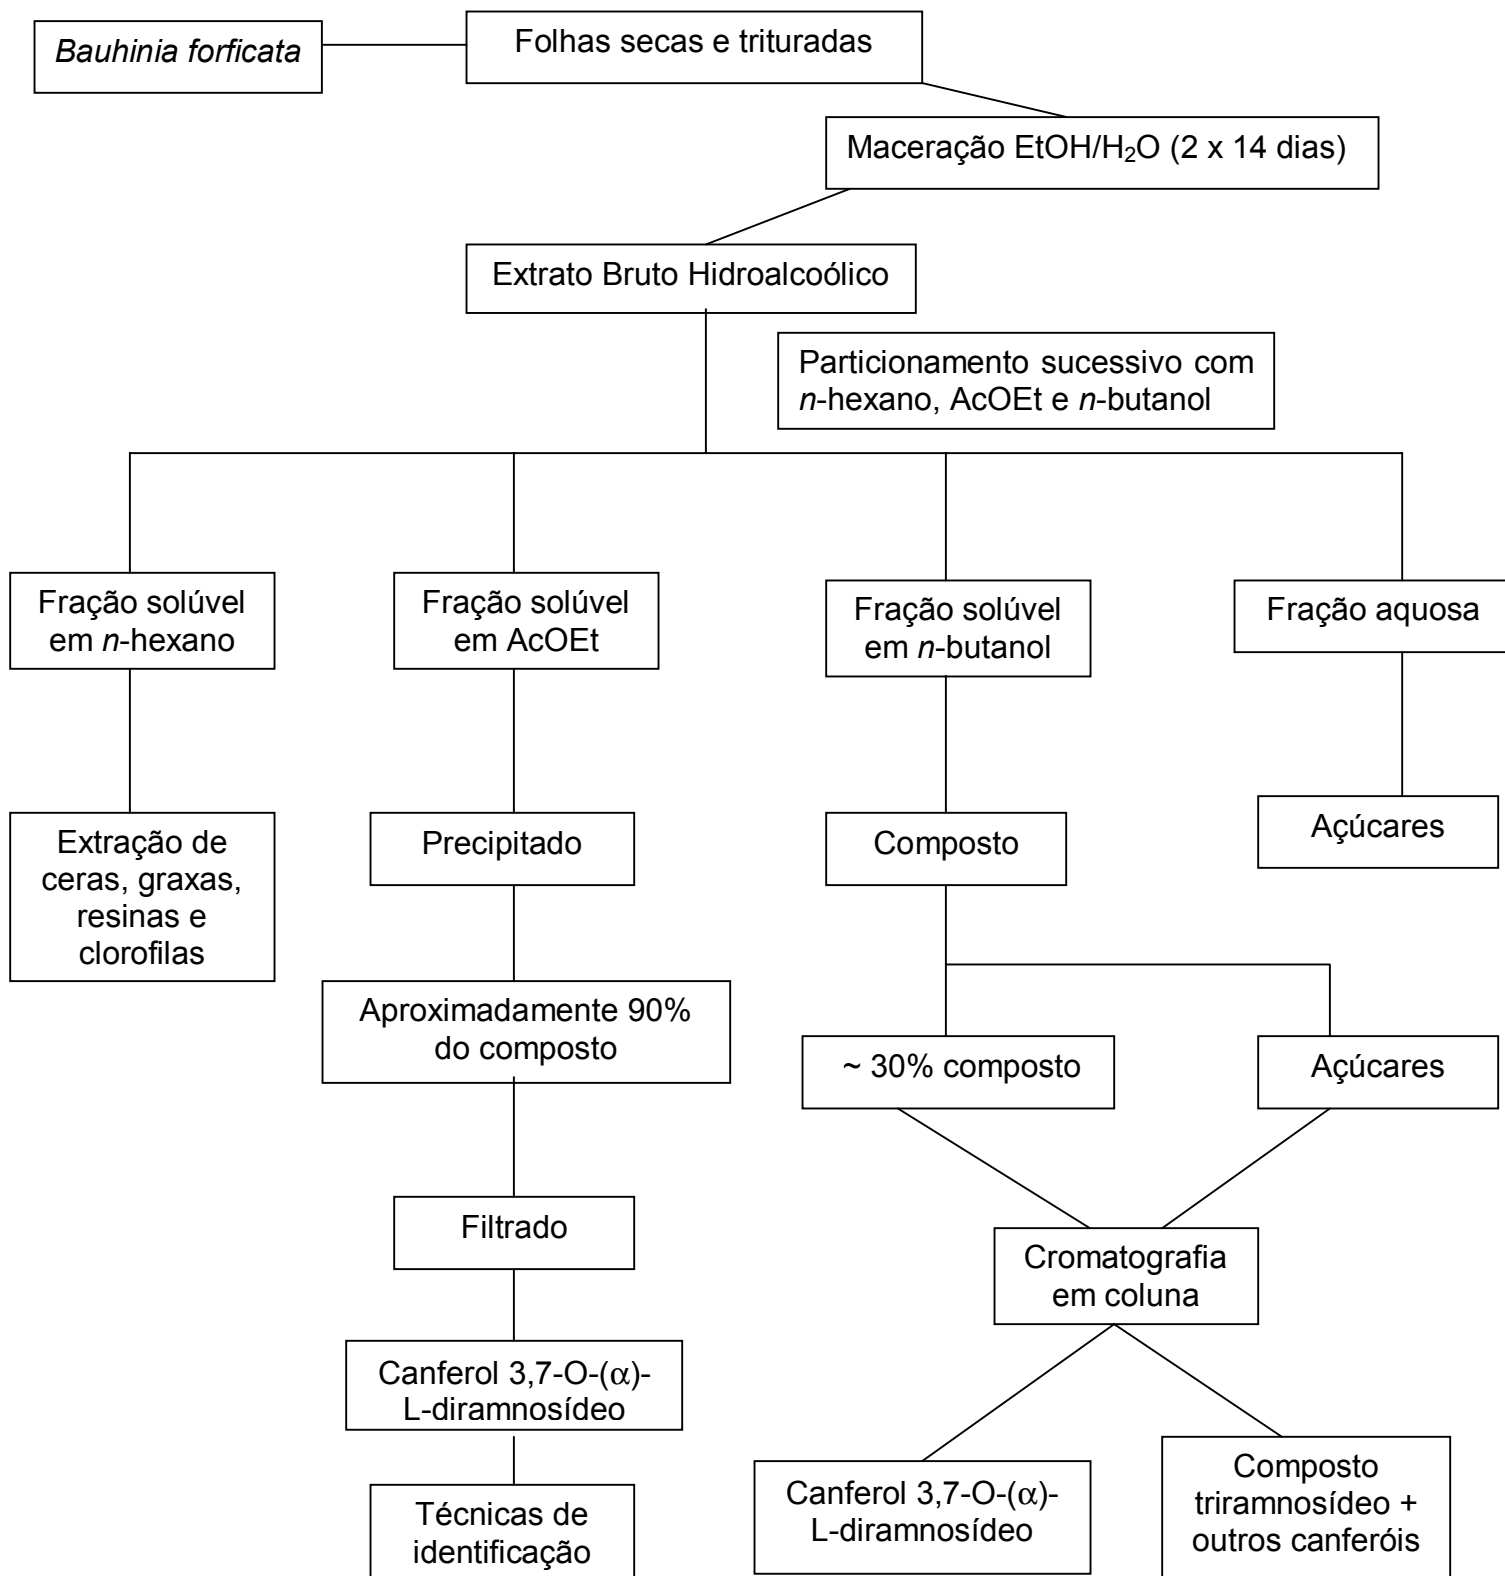 Bauhinia forficata
Folhas secas e trituradas
Maceração EtOH/H₂O (2 x 14 dias)
Extrato Bruto Hidroalcoólico
Particionamento sucessivo com
n-hexano, AcOEt e n-butanol
Fração solúvel
em n-hexano
Fração solúvel
em AcOEt
Fração solúvel
em n-butanol
Fração aquosa
Extração de
ceras, graxas,
resinas e
clorofilas
Precipitado
Composto
Açúcares
Aproximadamente 90%
do composto
~ 30% composto
Açúcares
Filtrado
Cromatografia
em coluna
Canferol 3,7-O-(α)-
L-diramnosídeo
Canferol 3,7-O-(α)-
L-diramnosídeo
Composto
triramnosídeo +
outros canferóis
Técnicas de
identificação